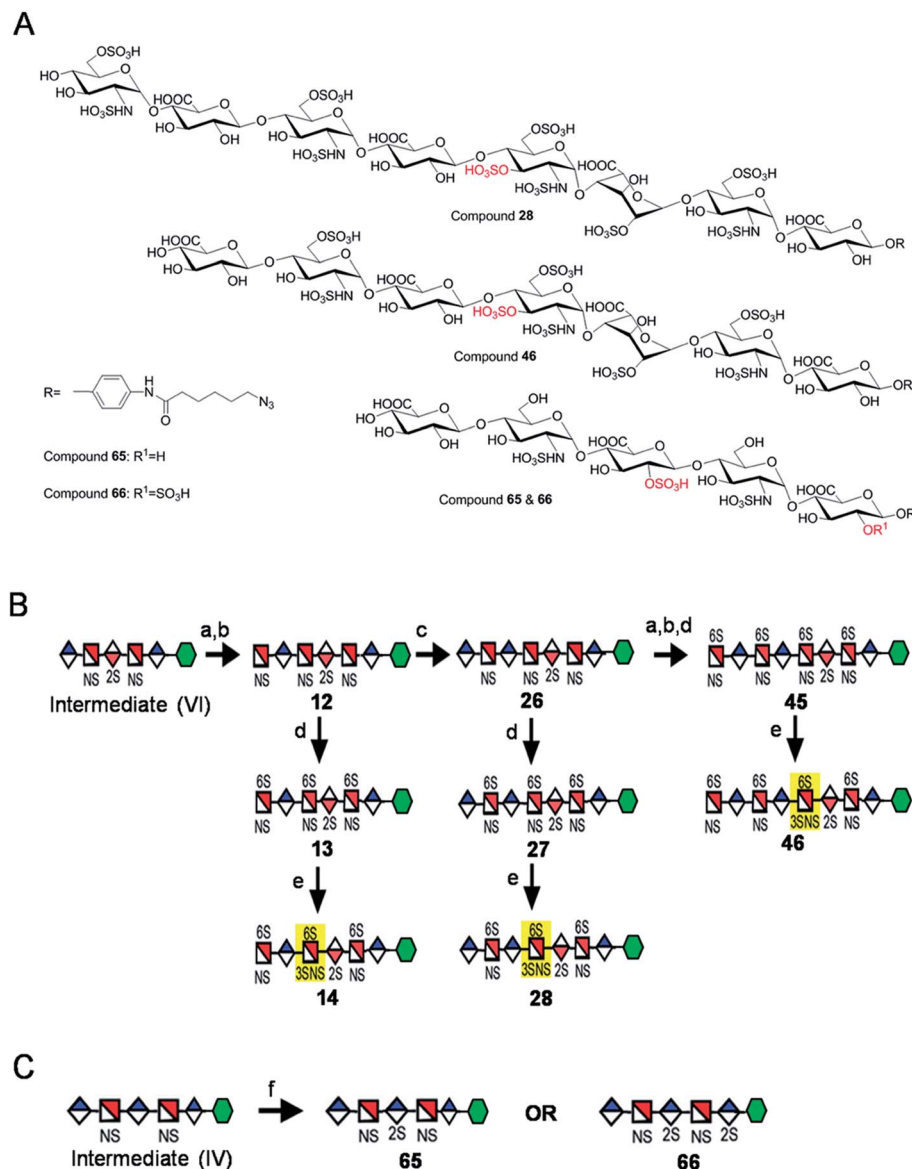 A
OSO₃H
HO
HO
HO₃SHN
O
HOOC
O
HO
OH
O
OSO₃H
O
HO
HO₃SHN
O
HOOC
O
HO
OH
O
OSO₃H
O
HO₃SO
HO₃SHN
O
HOOC
OH
O
HO₃SO
O
OSO₃H
O
HO
HO₃SHN
O
HOOC
O
HO
OH
OR
Compound 28
HOOC
HO
HO
O
OH
O
OSO₃H
O
HO
HO₃SHN
O
HOOC
O
HO
OH
O
OSO₃H
O
HO₃SO
HO₃SHN
O
HOOC
OH
O
HO₃SO
O
OSO₃H
O
HO
HO₃SHN
O
HOOC
O
HO
OH
OR
Compound 46
R=
H
N
O
N₃
Compound 65: R¹=H
Compound 66: R¹=SO₃H
HOOC
HO
HO
O
OH
O
OH
O
HO
HO₃SHN
O
HOOC
O
HO
OSO₃H
O
OH
O
HO
HO₃SHN
O
HOOC
O
HO
OR¹
OR
Compound 65 & 66
B
NS 2S NS
Intermediate (VI)
a,b
NS NS 2S NS
12
c
NS NS 2S NS
26
a,b,d
6S 6S 6S 6S
NS NS NS 2S NS
45
d
d
e
6S 6S 6S
NS NS 2S NS
13
6S 6S 6S
NS NS 2S NS
27
6S 6S 6S 6S
NS NS 3SNS 2S NS
46
e
e
6S 6S 6S
NS 3SNS 2S NS
14
6S 6S 6S
NS 3SNS 2S NS
28
C
NS NS
Intermediate (IV)
f
NS 2S NS
65
OR
NS 2S NS 2S
66